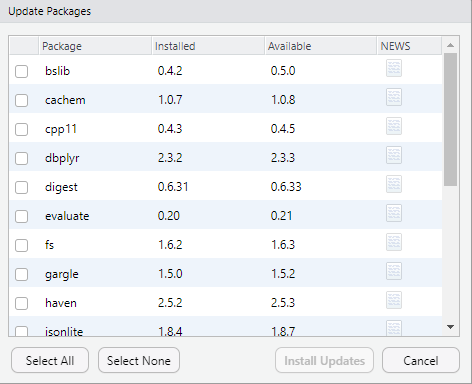 Update Packages
Package Installed Available NEWS
bslib 0.4.2 0.5.0
cachem 1.0.7 1.0.8
cpp11 0.4.3 0.4.5
dbplyr 2.3.2 2.3.3
digest 0.6.31 0.6.33
evaluate 0.20 0.21
fs 1.6.2 1.6.3
gargle 1.5.0 1.5.2
haven 2.5.2 2.5.3
jsonlite 1.8.4 1.8.7
Select All Select None Install Updates Cancel